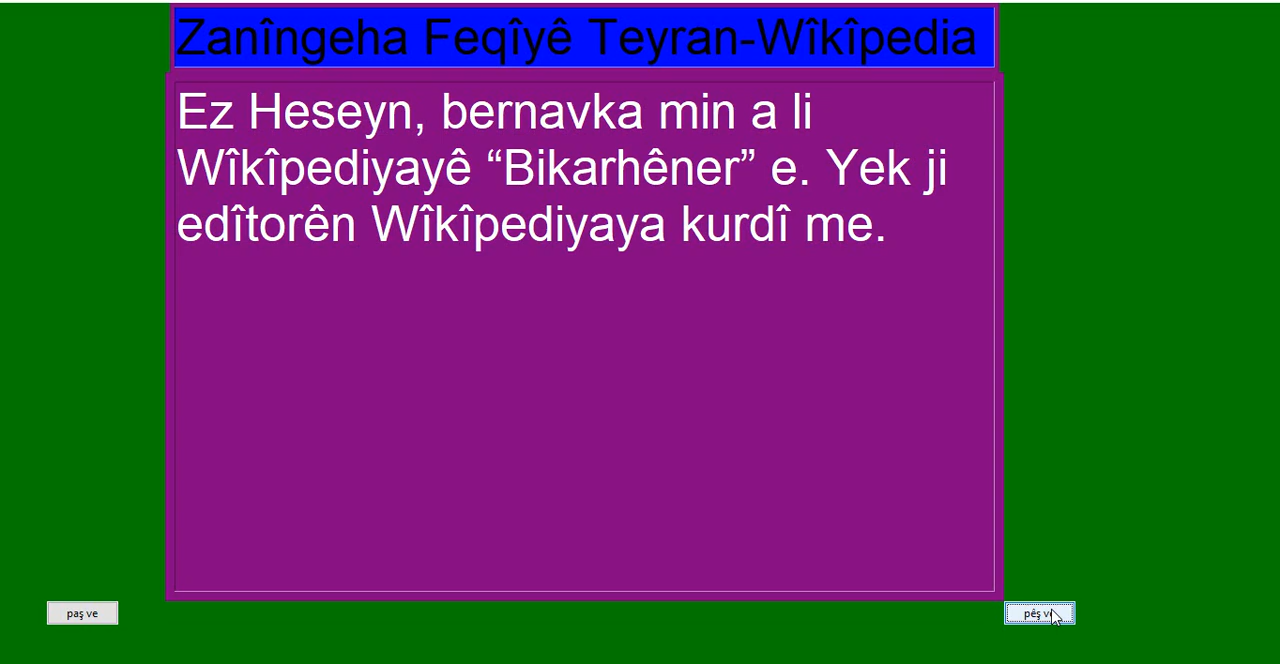 Zanîngeha Feqîyê Teyran-Wîkîpedia
Ez Heseyn, bernavka min a li
Wîkîpediyayê “Bikarhêner” e. Yek ji
edîtorên Wîkîpediyaya kurdî me.
paş ve
pêş ve